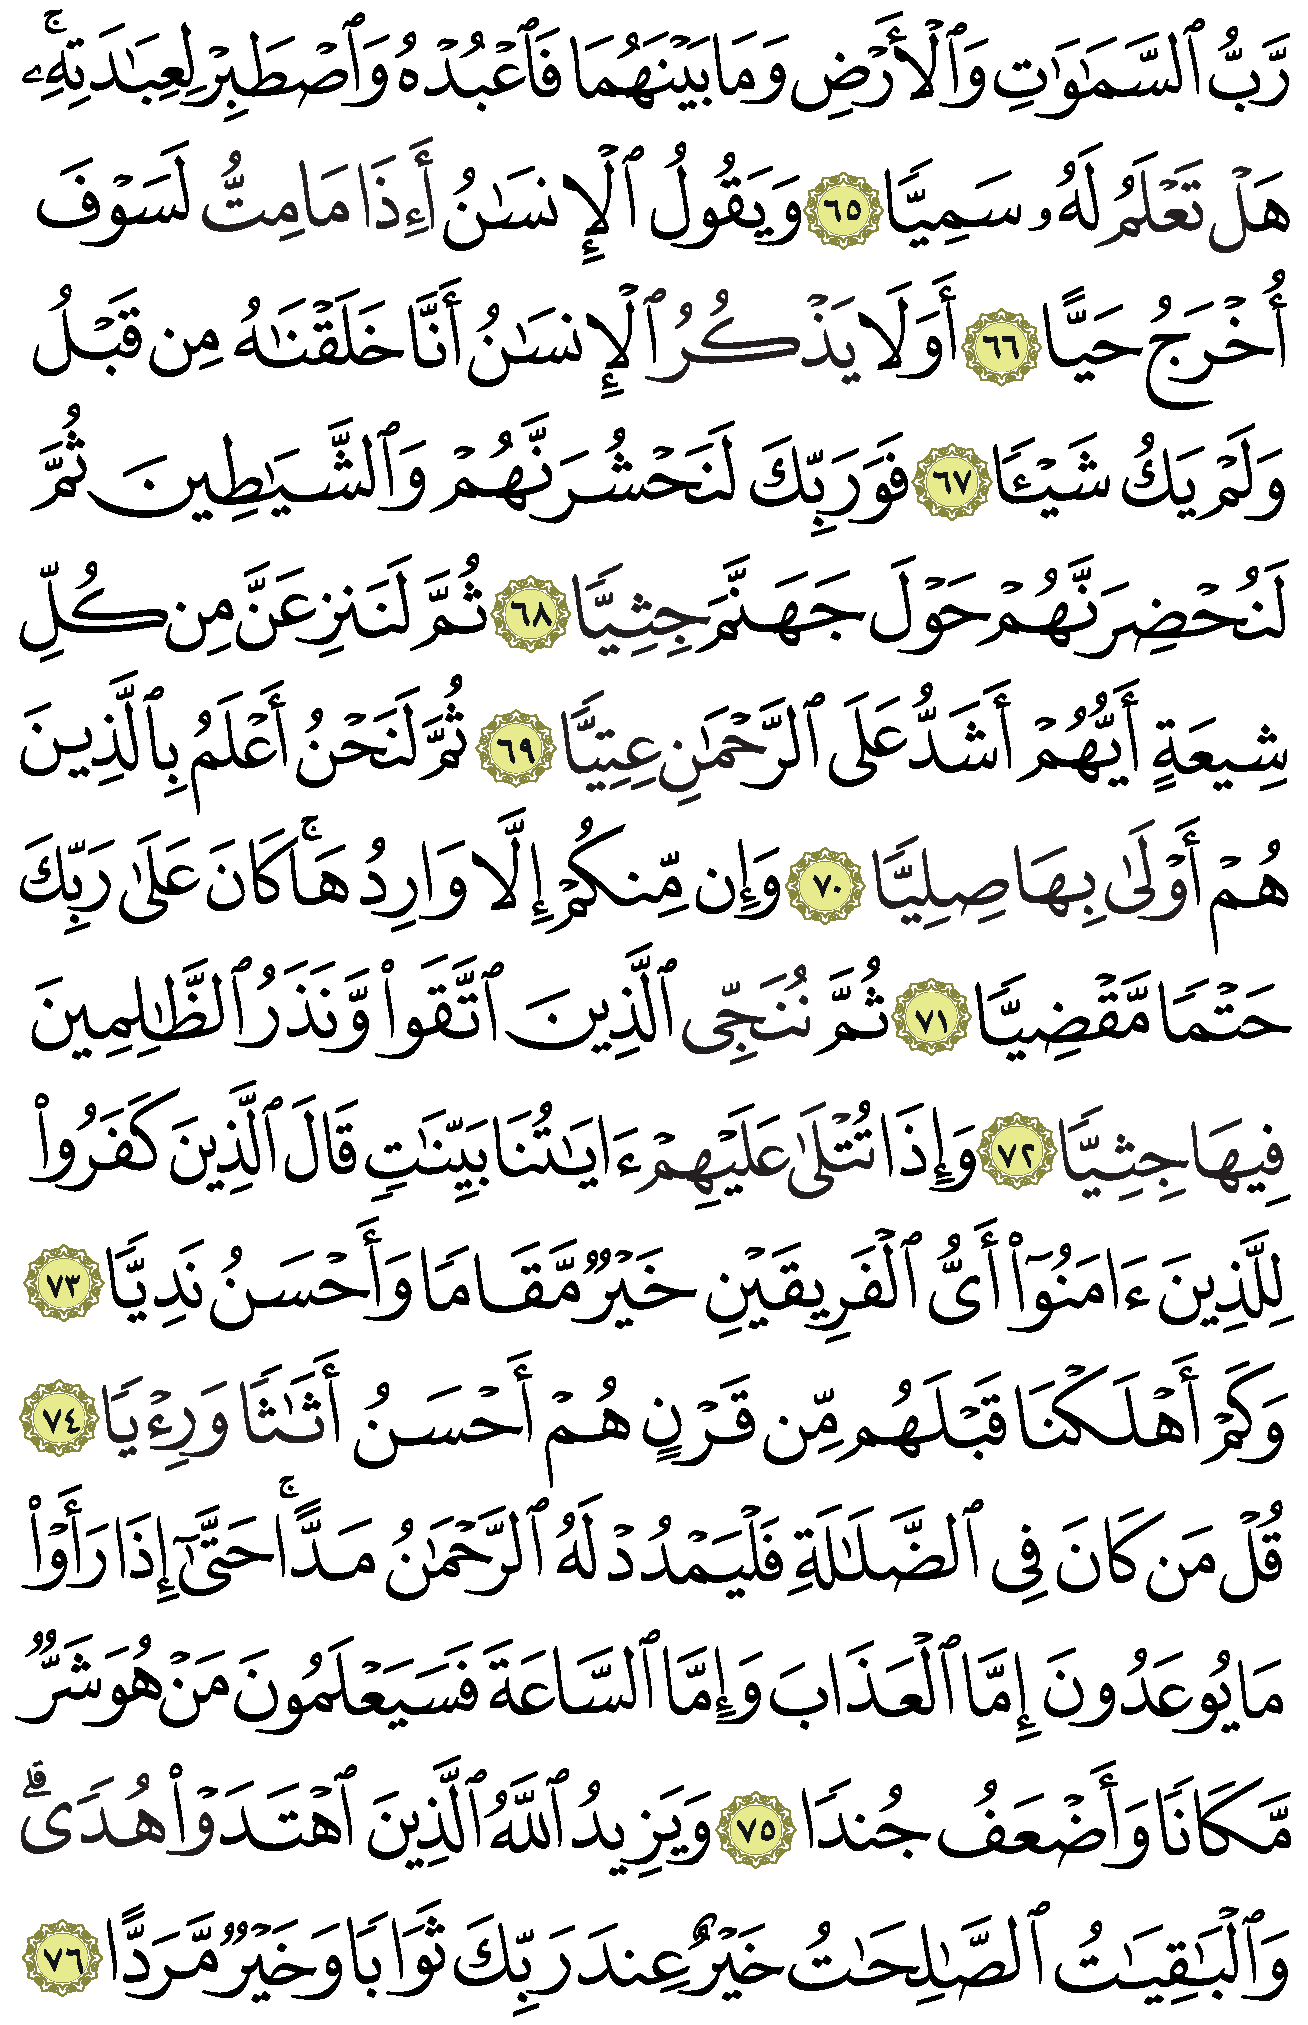 رَّبُّ ٱلسَّمَٰوَٰتِ وَٱلۡأَرۡضِ وَمَا بَيۡنَهُمَا فَٱعۡبُدۡهُ وَٱصۡطَبِرۡ لِعِبَٰدَتِهِۦۚ
هَلۡ تَعۡلَمُ لَهُۥ سَمِيّٗا ٦٥ وَيَقُولُ ٱلۡإِنسَٰنُ أَءِذَا مَا مِتُّ لَسَوۡفَ
أُخۡرَجُ حَيًّا ٦٦ أَوَلَا يَذۡكُرُ ٱلۡإِنسَٰنُ أَنَّا خَلَقۡنَٰهُ مِن قَبۡلُ
وَلَمۡ يَكُ شَيۡـٔٗا ٦٧ فَوَرَبِّكَ لَنَحۡشُرَنَّهُمۡ وَٱلشَّيَٰطِينَ ثُمَّ
لَنُحۡضِرَنَّهُمۡ حَوۡلَ جَهَنَّمَ جِثِيّٗا ٦٨ ثُمَّ لَنَنزِعَنَّ مِن كُلِّ
شِيعَةٍ أَيُّهُمۡ أَشَدُّ عَلَى ٱلرَّحۡمَٰنِ عِتِيّٗا ٦٩ ثُمَّ لَنَحۡنُ أَعۡلَمُ بِٱلَّذِينَ
هُمۡ أَوۡلَىٰ بِهَا صِلِيّٗا ٧٠ وَإِن مِّنكُمۡ إِلَّا وَارِدُهَاۚ كَانَ عَلَىٰ رَبِّكَ
حَتۡمٗا مَّقۡضِيّٗا ٧١ ثُمَّ نُنَجِّي ٱلَّذِينَ ٱتَّقَواْ وَّنَذَرُ ٱلظَّٰلِمِينَ
فِيهَا جِثِيّٗا ٧٢ وَإِذَا تُتۡلَىٰ عَلَيۡهِمۡ ءَايَٰتُنَا بَيِّنَٰتٖ قَالَ ٱلَّذِينَ كَفَرُواْ
لِلَّذِينَ ءَامَنُوٓاْ أَيُّ ٱلۡفَرِيقَيۡنِ خَيۡرٞ مَّقَامٗا وَأَحۡسَنُ نَدِيّٗا ٧٣
وَكَمۡ أَهۡلَكۡنَا قَبۡلَهُم مِّن قَرۡنٍ هُمۡ أَحۡسَنُ أَثَٰثٗا وَرِءۡيٗا ٧٤
قُلۡ مَن كَانَ فِي ٱلضَّلَٰلَةِ فَلۡيَمۡدُدۡ لَهُ ٱلرَّحۡمَٰنُ مَدًّاۚ حَتَّىٰٓ إِذَا رَأَوۡاْ
مَا يُوعَدُونَ إِمَّا ٱلۡعَذَابَ وَإِمَّا ٱلسَّاعَةَ فَسَيَعۡلَمُونَ مَنۡ هُوَ شَرّٞ
مَّكَانٗا وَأَضۡعَفُ جُندٗا ٧٥ وَيَزِيدُ ٱللَّهُ ٱلَّذِينَ ٱهۡتَدَوۡاْ هُدٗىۗ
وَٱلۡبَٰقِيَٰتُ ٱلصَّٰلِحَٰتُ خَيۡرٌ عِندَ رَبِّكَ ثَوَابٗا وَخَيۡرٞ مَّرَدًّا ٧٦